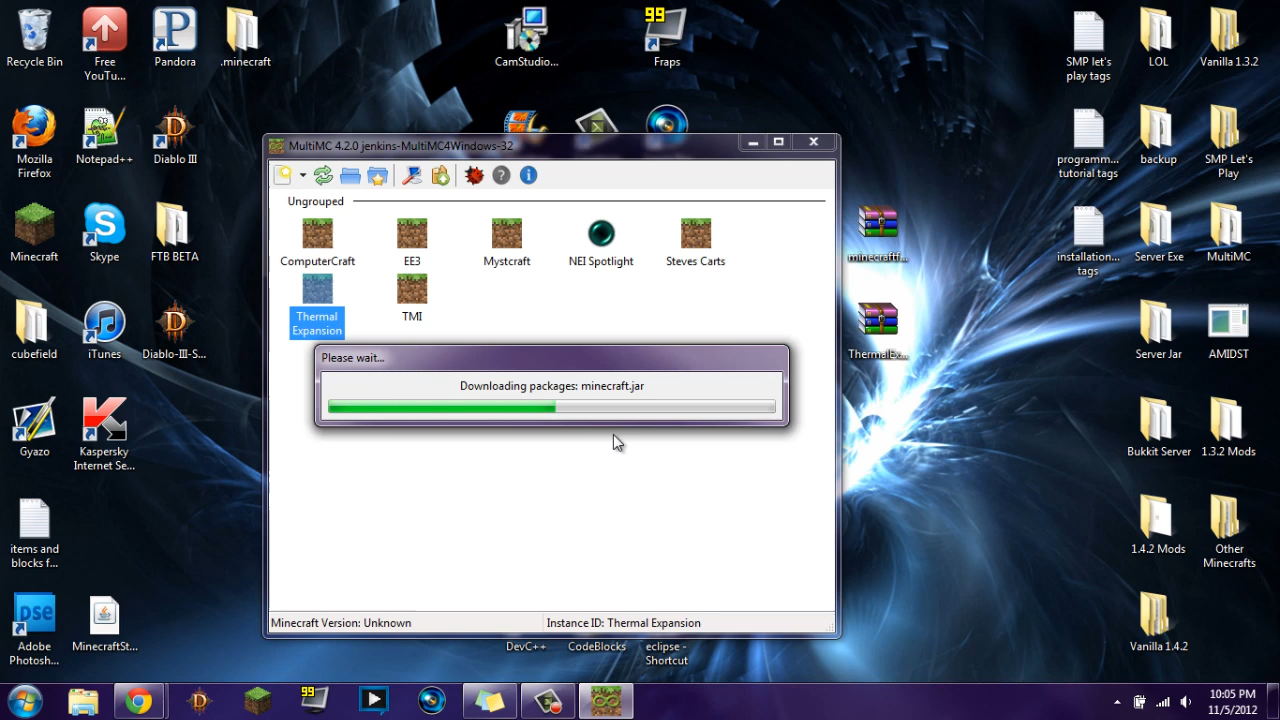 Recycle Bin
Free
YouTu...
Pandora
.minecraft
CamStudio...
99
Fraps
SMP let's
play tags
LOL
Vanilla 1.3.2
Mozilla
Firefox
Notepad++
Diablo III
programm...
tutorial tags
backup
SMP Let's
Play
MultiMC 4.2.0 jenkins-MultiMC4Windows-32
Ungrouped
ComputerCraft
EE3
Mystcraft
NEI Spotlight
Steves Carts
Thermal
Expansion
TMI
Please wait...
Downloading packages: minecraft.jar
Minecraft Version: Unknown
Instance ID: Thermal Expansion
Minecraft
Skype
FTB BETA
minecraftf...
installation...
tags
Server Exe
MultiMC
cubefield
iTunes
Diablo-III-S...
ThermalEx...
Server Jar
AMIDST
Gyazo
Kaspersky
Internet Se...
Bukkit Server
1.3.2 Mods
items and
blocks f...
1.4.2 Mods
Other
Minecrafts
pse
Adobe
Photosh...
MinecraftSt...
DevC++
CodeBlocks
eclipse -
Shortcut
Vanilla 1.4.2
99
10:05 PM
11/5/2012